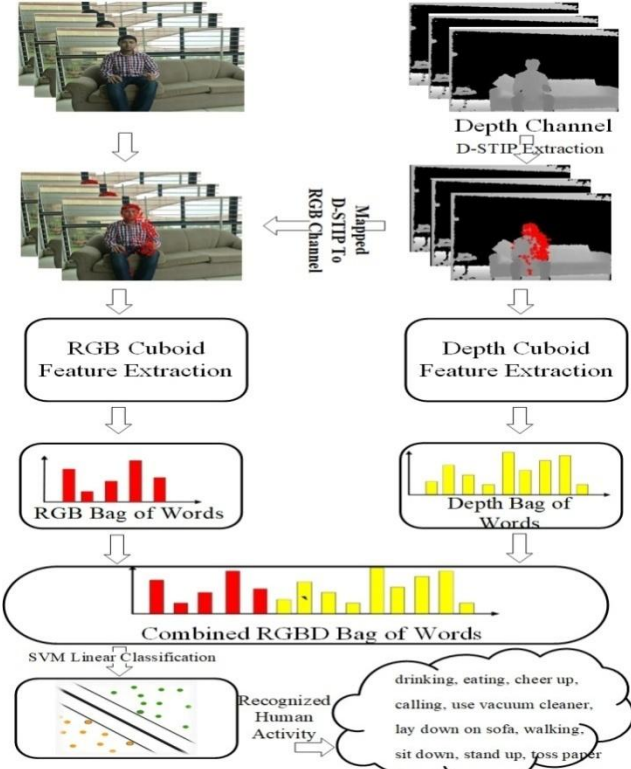 Depth Channel
D-STIP Extraction
Mapped
D-STIP To
RGB Channel
RGB Cuboid
Feature Extraction
Depth Cuboid
Feature Extraction
RGB Bag of Words
Depth Bag of
Words
Combined RGBD Bag of Words
SVM Linear Classification
Recognized
Human
Activity
drinking, eating, cheer up,
calling, use vacuum cleaner,
lay down on sofa, walking,
sit down, stand up, toss paper